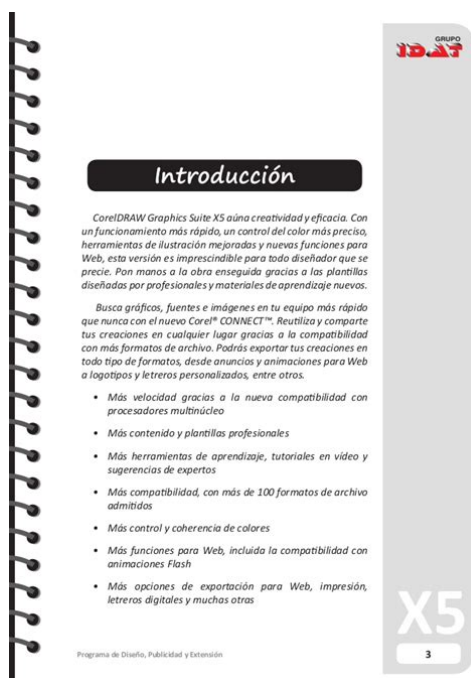 GRUPO
IDAT
Introducción
CorelDRAW Graphics Suite X5 aúna creatividad y eficacia. Con
un funcionamiento más rápido, un control del color más preciso,
herramientas de ilustración mejoradas y nuevas funciones para
Web, esta versión es imprescindible para todo diseñador que se
precie. Pon manos a la obra enseguida gracias a las plantillas
diseñadas por profesionales y materiales de aprendizaje nuevos.
Busca gráficos, fuentes e imágenes en tu equipo más rápido
que nunca con el nuevo Corel® CONNECT™. Reutiliza y comparte
tus creaciones en cualquier lugar gracias a la compatibilidad
con más formatos de archivo. Podrás exportar tus creaciones en
todo tipo de formatos, desde anuncios y animaciones para Web
a logotipos y letreros personalizados, entre otros.
• Más velocidad gracias a la nueva compatibilidad con
procesadores multinúcleo
• Más contenido y plantillas profesionales
• Más herramientas de aprendizaje, tutoriales en vídeo y
sugerencias de expertos
• Más compatibilidad, con más de 100 formatos de archivo
admitidos
• Más control y coherencia de colores
• Más funciones para Web, incluida la compatibilidad con
animaciones Flash
• Más opciones de exportación para Web, impresión,
letreros digitales y muchas otras
X5
Programa de Diseño, Publicidad y Extensión
3